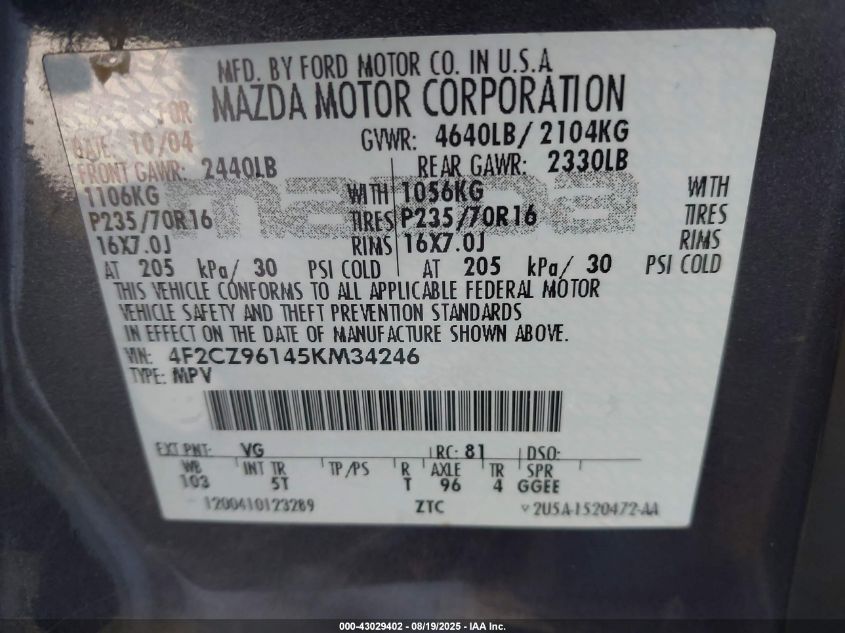 MFD. BY FORD MOTOR CO. IN U.S.A
FOR MAZDA MOTOR CORPORATION
DATE: 10/04 GVWR: 4640LB/ 2104KG
FRONT GAWR: 2440LB REAR GAWR: 2330LB
1106KG WITH 1056KG WITH
P235/70R16 TIRES P235/70R16 TIRES
mazda
16X7.0J RIMS 16X7.0J RIMS
AT 205 kPa/ 30 PSI COLD AT 205 kPa/ 30 PSI COLD
THIS VEHICLE CONFORMS TO ALL APPLICABLE FEDERAL MOTOR
VEHICLE SAFETY AND THEFT PREVENTION STANDARDS
IN EFFECT ON THE DATE OF MANUFACTURE SHOWN ABOVE.
VIN: 4F2CZ96145KM34246
TYPE: MPV
EXT PNT: VG RC: 81 DSO:
WB INT TR TP/PS R AXLE TR SPR
103 5T T 96 4 GGEE
1200410123289 ZTC 2U5A-1520472-AA
000-43029402 - 08/19/2025 - IAA Inc.